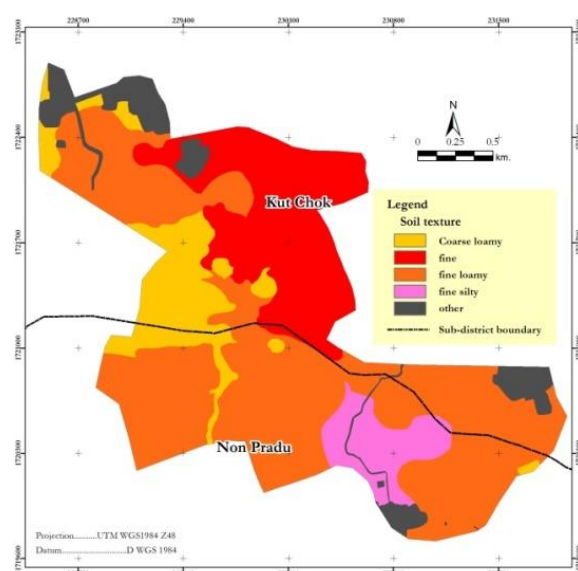 228700 229400 230100 230800 231500
1723100
1722400
1721700
1721000
1720300
1719600
N
0 0.25 0.5
km.
Kut Chok
Non Pradu
Legend
Soil texture
Coarse loamy
fine
fine loamy
fine silty
other
Sub-district boundary
Projection..........UTM WGS1984 Z48
Datum..............................D WGS 1984